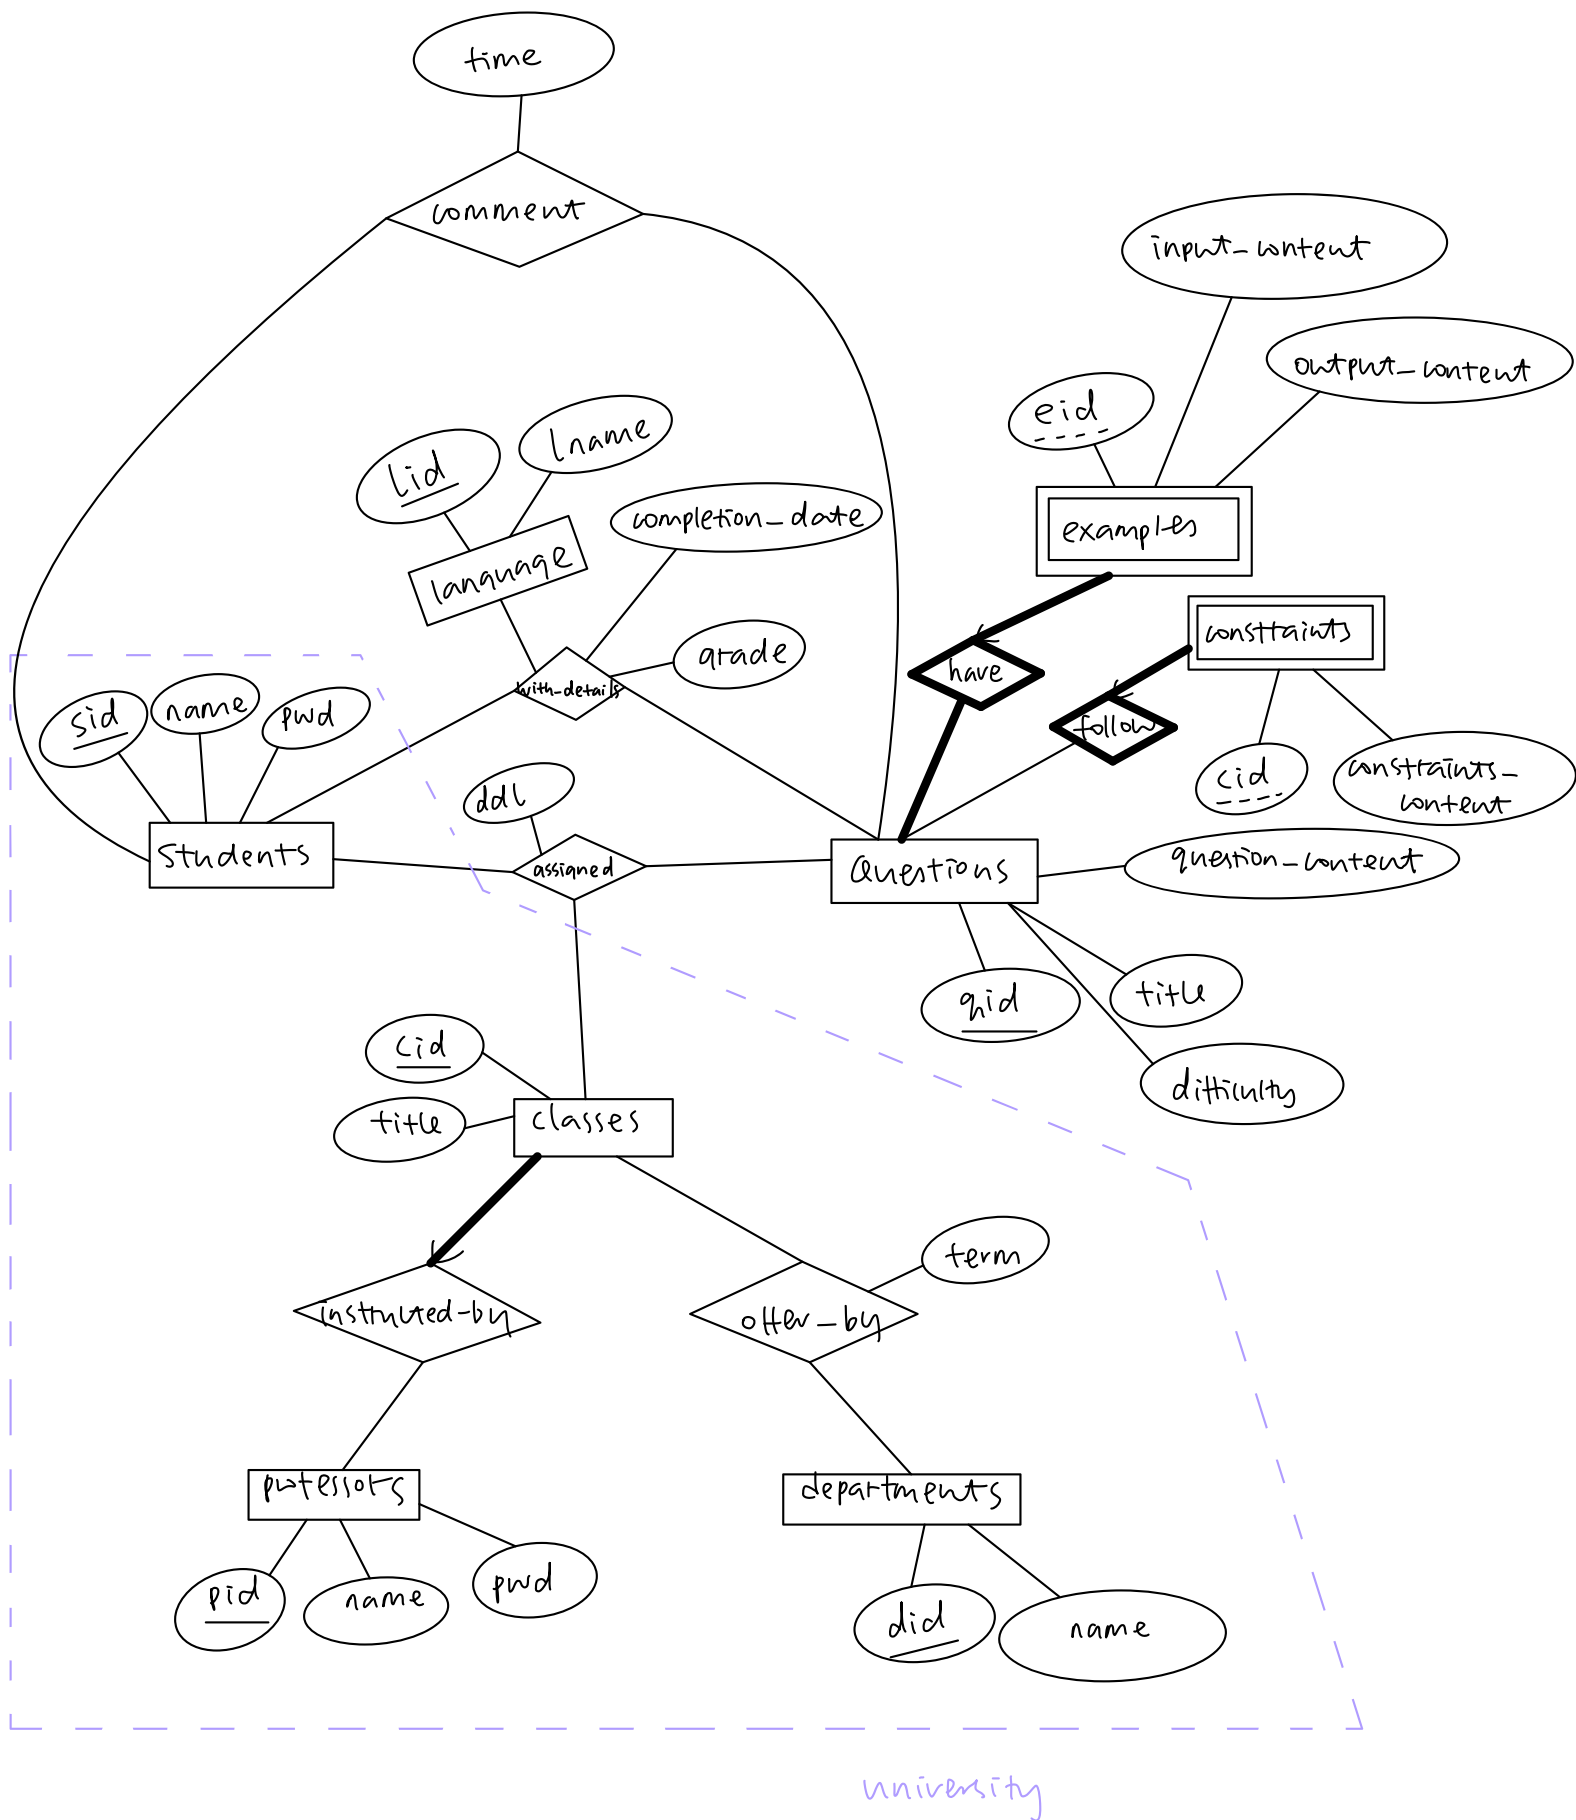 time
comment
input_content
output_content
eid
lname
lid
completion_date
examples
language
constraints
grade
have
with_details
sid
name
pwd
follow
cid
constraints_
content
ddl
Students
assigned
Questions
question_content
qid
title
difficulty
cid
title
classes
term
instructed-by
offer_by
professors
departments
pid
name
pwd
did
name
university